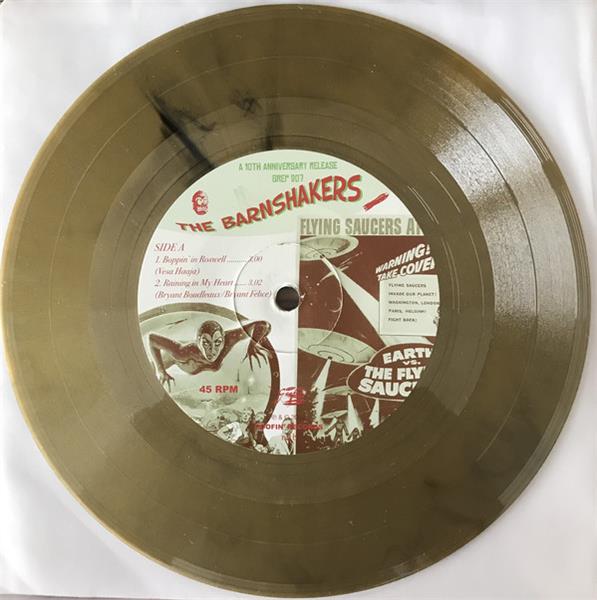 A 10TH ANNIVERSARY RELEASE
GREP 007
THE BARNSHAKERS
FLYING SAUCERS
SIDE A
1. Boppin' in Roswell .......... 2.00
(Vesa Haaja)
2. Raining in My Heart ..... 3.02
(Bryant Boudleaux/Bryant Felice)
WARNING!
TAKE COVER
FLYING SAUCERS
INVADE OUR PLANET!
WASHINGTON, LONDON
PARIS, HELSINKI
FIGHT BACK!
EARTH
VS.
THE FLY
SAUC
45 RPM
℗ & ©
RECORDS